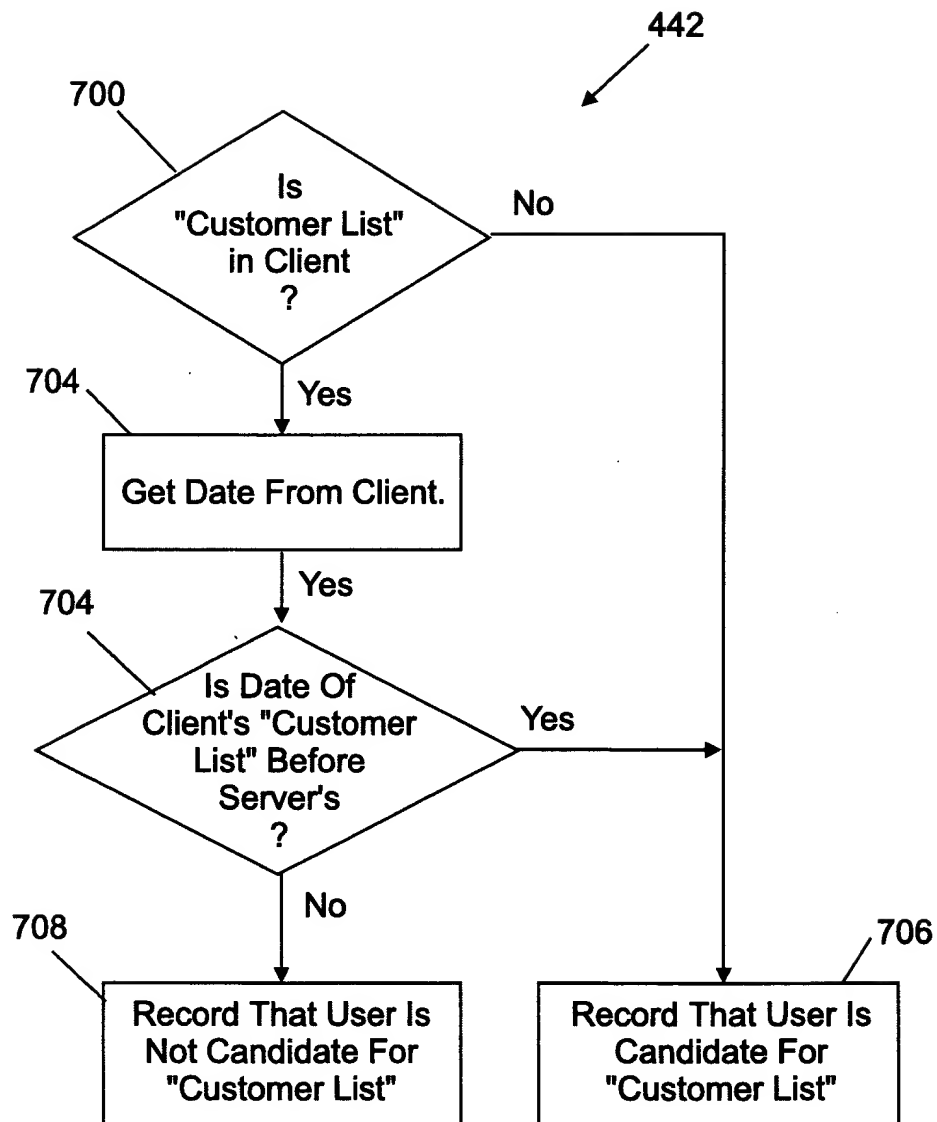 442
700
Is
"Customer List"
in Client
?
No
Yes
704
Get Date From Client.
Yes
704
Is Date Of
Client's "Customer
List" Before
Server's
?
Yes
No
708
706
Record That User Is
Not Candidate For
"Customer List"
Record That User Is
Candidate For
"Customer List"